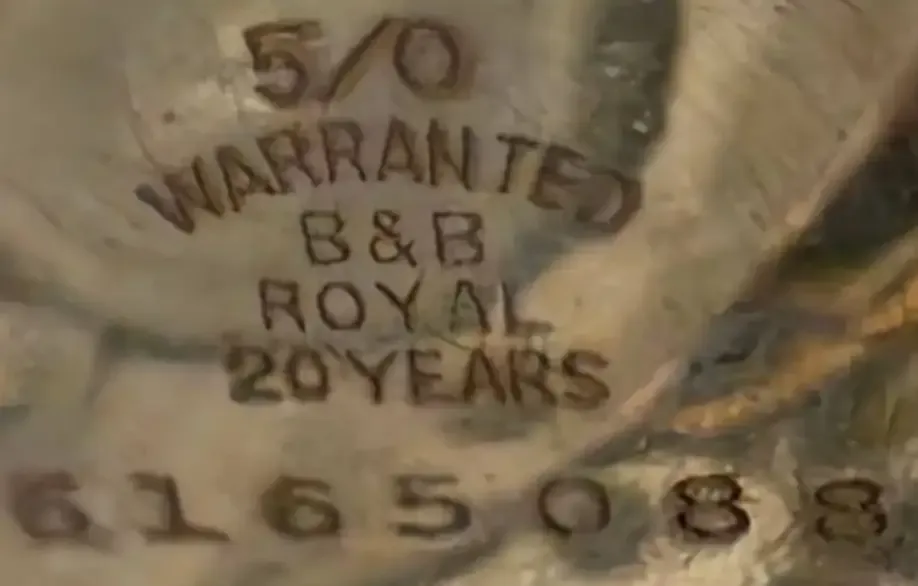 5/0
WARRANTED
B&B
ROYAL
20 YEARS
6165088